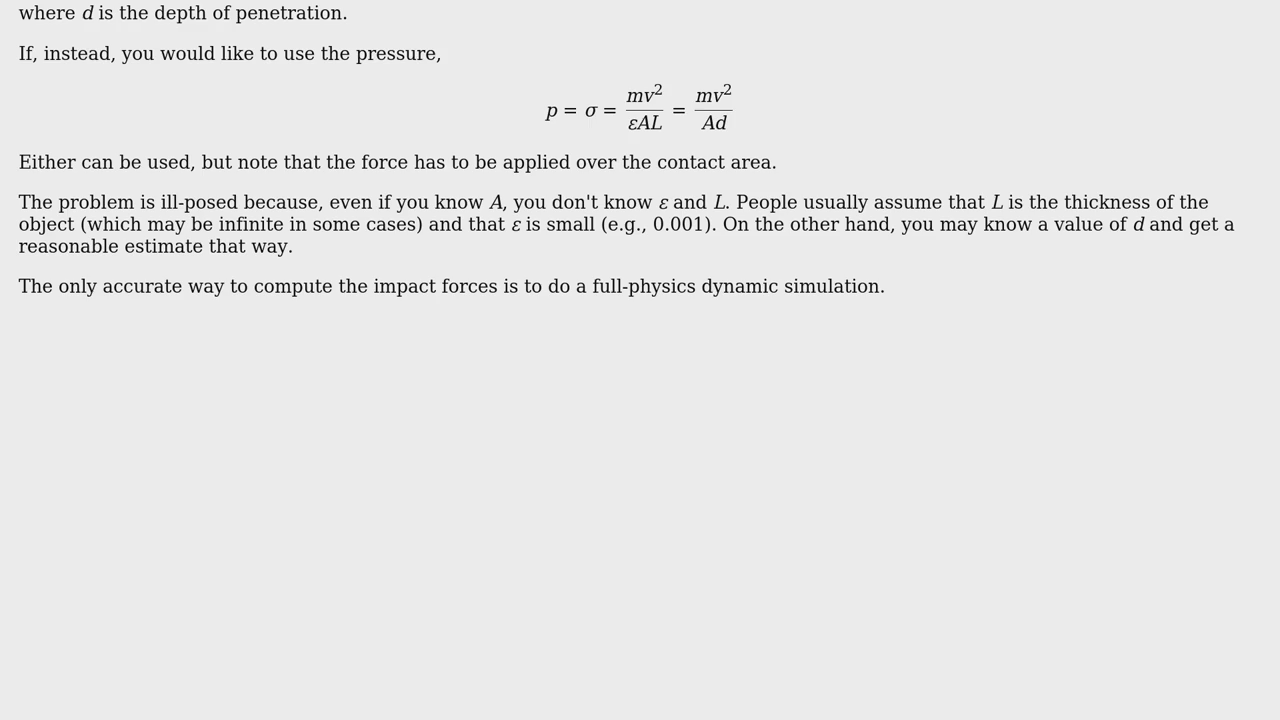 where d is the depth of penetration.
If, instead, you would like to use the pressure,
p = σ = mv²/εAL = mv²/Ad
Either can be used, but note that the force has to be applied over the contact area.
The problem is ill-posed because, even if you know A, you don't know ε and L. People usually assume that L is the thickness of the
object (which may be infinite in some cases) and that ε is small (e.g., 0.001). On the other hand, you may know a value of d and get a
reasonable estimate that way.
The only accurate way to compute the impact forces is to do a full-physics dynamic simulation.